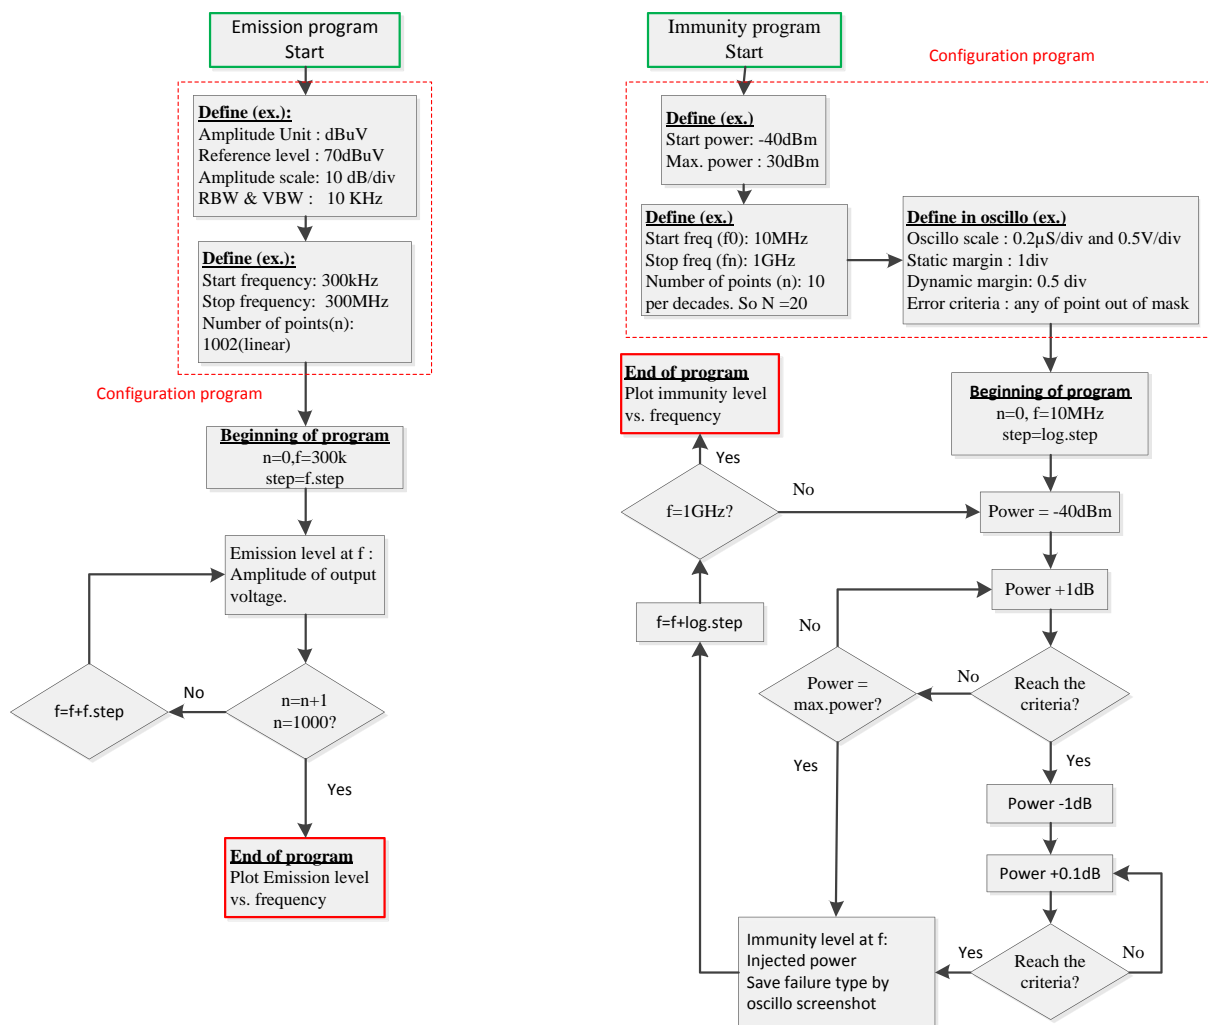 Emission program
Start
Define (ex.):
Amplitude Unit : dBuV
Reference level : 70dBuV
Amplitude scale: 10 dB/div
RBW & VBW :   10 KHz
Define (ex.):
Start frequency: 300kHz
Stop frequency:  300MHz
Number of points(n):
1002(linear)
Configuration program
Beginning of program
n=0,f=300k
step=f.step
Emission level at f :
Amplitude of output
voltage.
n=n+1
n=1000?
No
f=f+f.step
Yes
End of program
Plot Emission level
vs. frequency
Immunity program
Start
Configuration program
Define (ex.)
Start power: -40dBm
Max. power : 30dBm
Define (ex.)
Start freq (f0): 10MHz
Stop freq (fn): 1GHz
Number of points (n): 10
per decades. So N =20
Define in oscillo (ex.)
Oscillo scale : 0.2µS/div and 0.5V/div
Static margin : 1div
Dynamic margin: 0.5 div
Error criteria : any of point out of mask
End of program
Plot immunity level
vs. frequency
Beginning of program
n=0, f=10MHz
step=log.step
Yes
f=1GHz?
No
Power = -40dBm
Power +1dB
f=f+log.step
No
Power =
max.power?
No
Reach the
criteria?
Yes
Yes
Power -1dB
Power +0.1dB
Immunity level at f:
Injected power
Save failure type by
oscillo screenshot
Yes
Reach the
criteria?
No